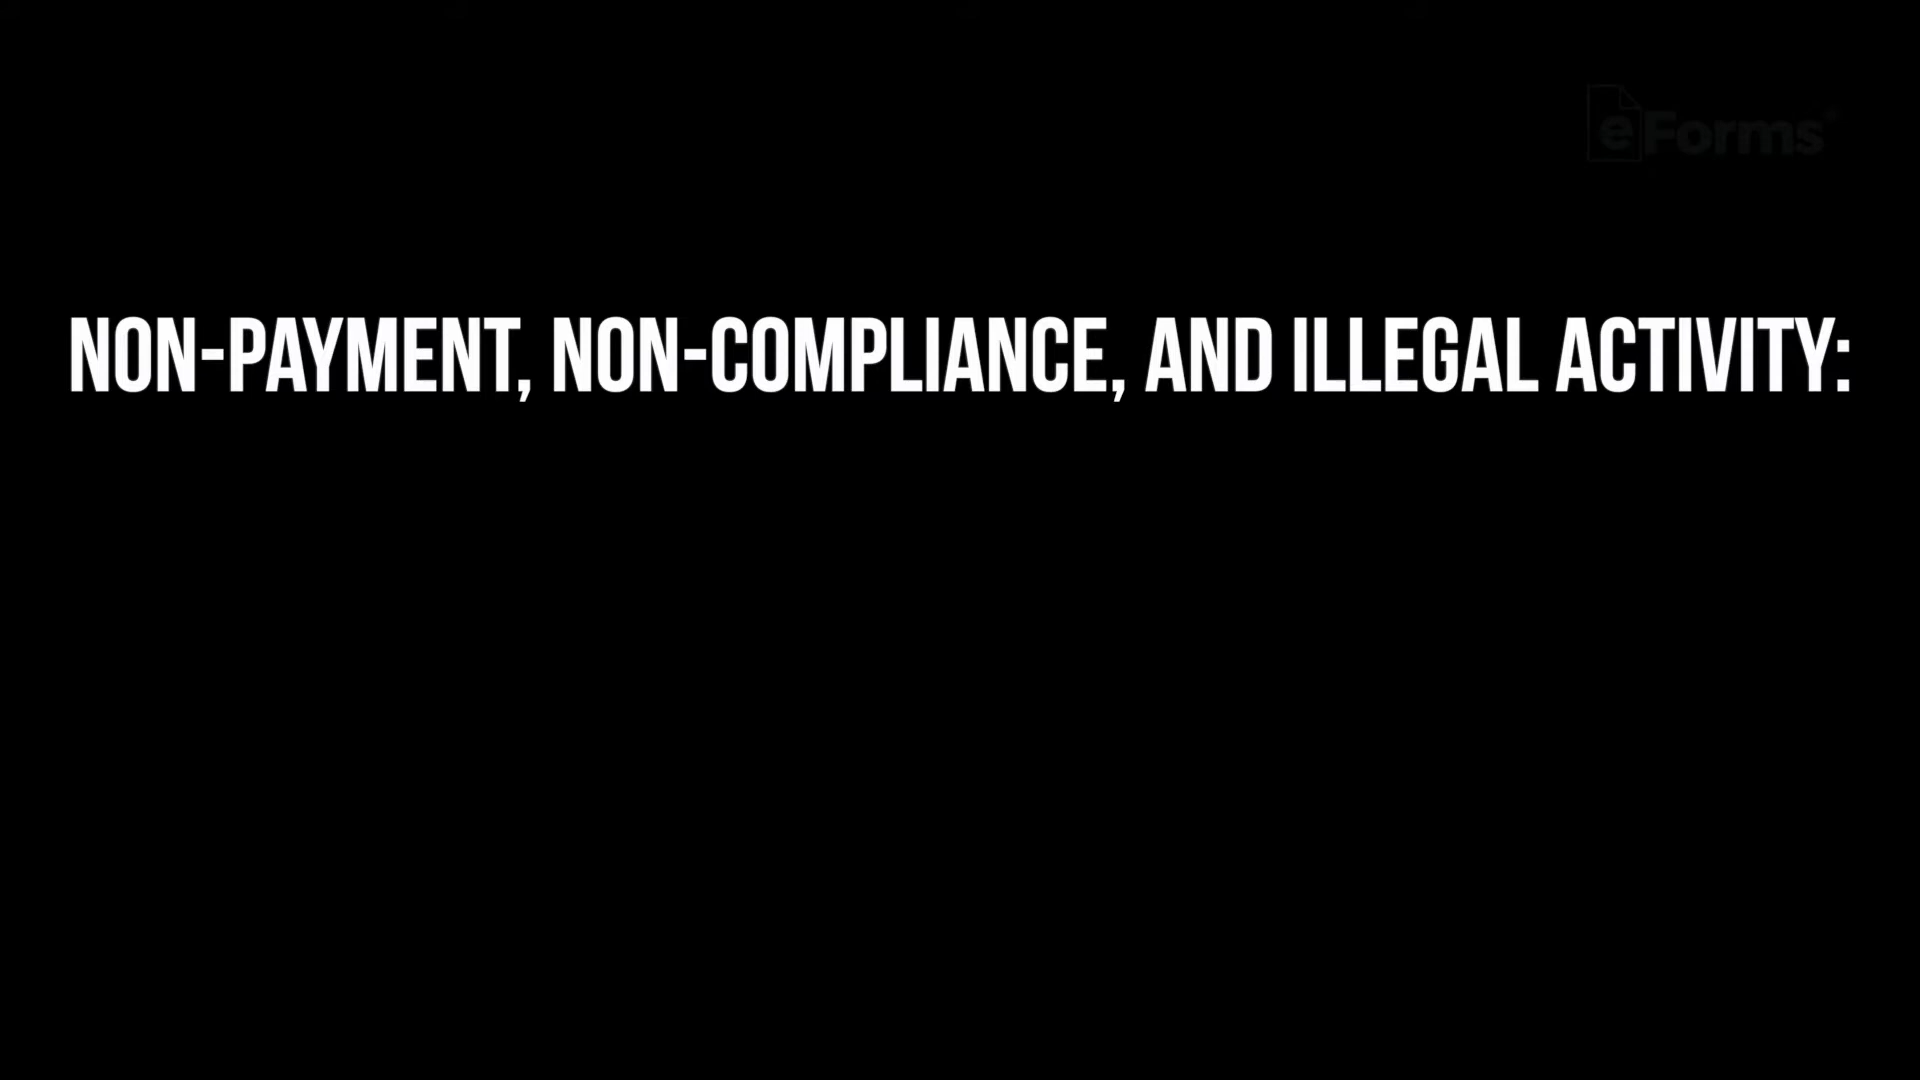 eForms
NON-PAYMENT, NON-COMPLIANCE, AND ILLEGAL ACTIVITY: